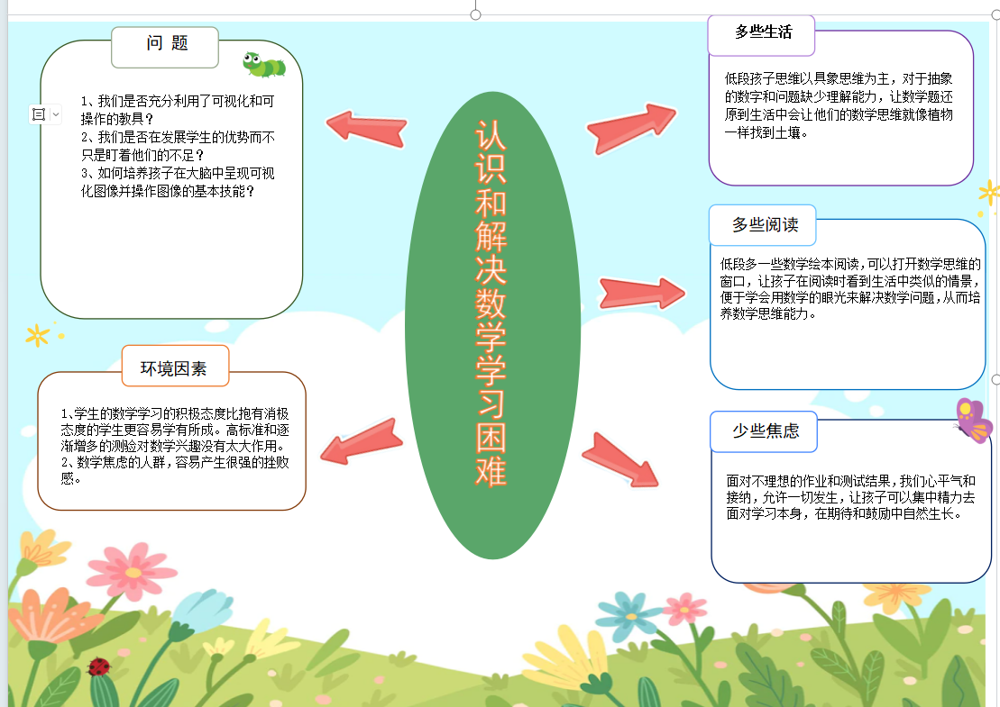 问 题
1、我们是否充分利用了可视化和可
操作的教具？
2、我们是否在发展学生的优势而不
只是盯着他们的不足？
3、如何培养孩子在大脑中呈现可视
化图像并操作图像的基本技能？
环境因素
1、学生的数学学习的积极态度比抱有消极
态度的学生更容易学有所成。高标准和逐
渐增多的测验对数学兴趣没有太大作用。
2、数学焦虑的人群，容易产生很强的挫败
感。
认识和解决数学学习困难
多些生活
低段孩子思维以具象思维为主，对于抽象
的数字和问题缺少理解能力，让数学题还
原到生活中会让他们的数学思维就像植物
一样找到土壤。
多些阅读
低段多一些数学绘本阅读，可以打开数学思维的
窗口，让孩子在阅读时看到生活中类似的情景，
便于学会用数学的眼光来解决数学问题，从而培
养数学思维能力。
少些焦虑
面对不理想的作业和测试结果，我们心平气和
接纳，允许一切发生，让孩子可以集中精力去
面对学习本身，在期待和鼓励中自然生长。